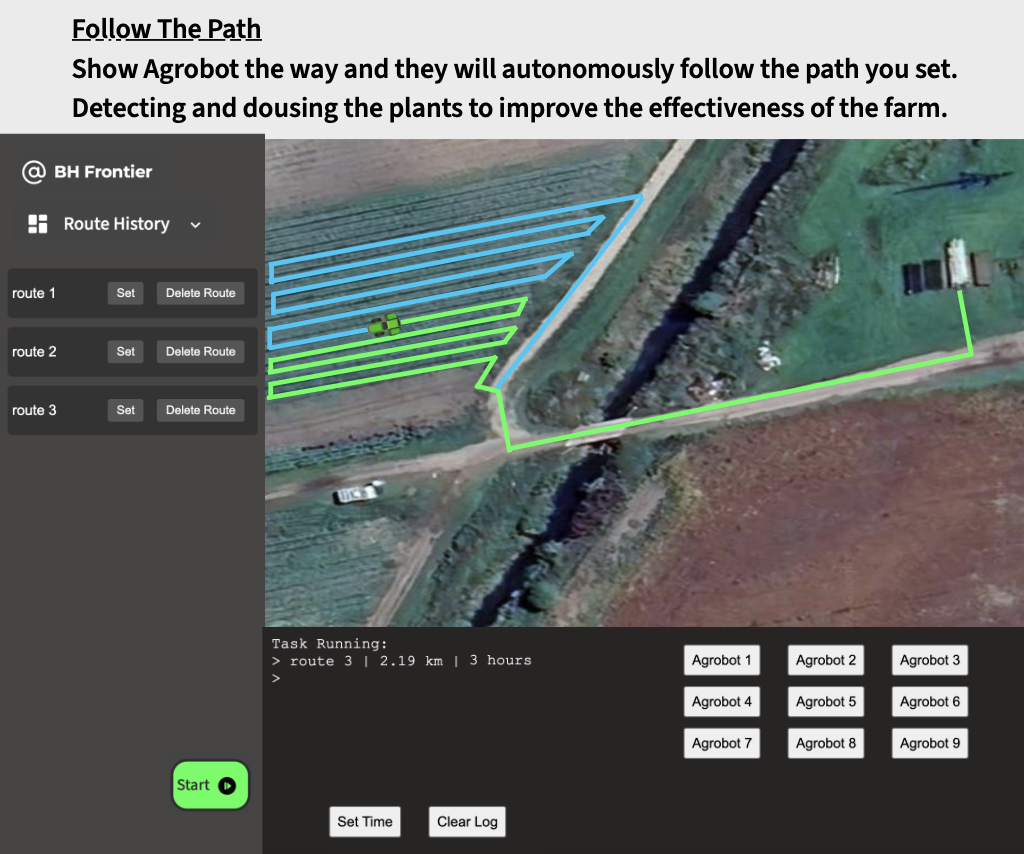 Follow The Path
Show Agrobot the way and they will autonomously follow the path you set.
Detecting and dousing the plants to improve the effectiveness of the farm.
@ BH Frontier
Route History
route 1 Set Delete Route
route 2 Set Delete Route
route 3 Set Delete Route
Start
Task Running:
> route 3 | 2.19 km | 3 hours
>
Agrobot 1 Agrobot 2 Agrobot 3
Agrobot 4 Agrobot 5 Agrobot 6
Agrobot 7 Agrobot 8 Agrobot 9
Set Time Clear Log